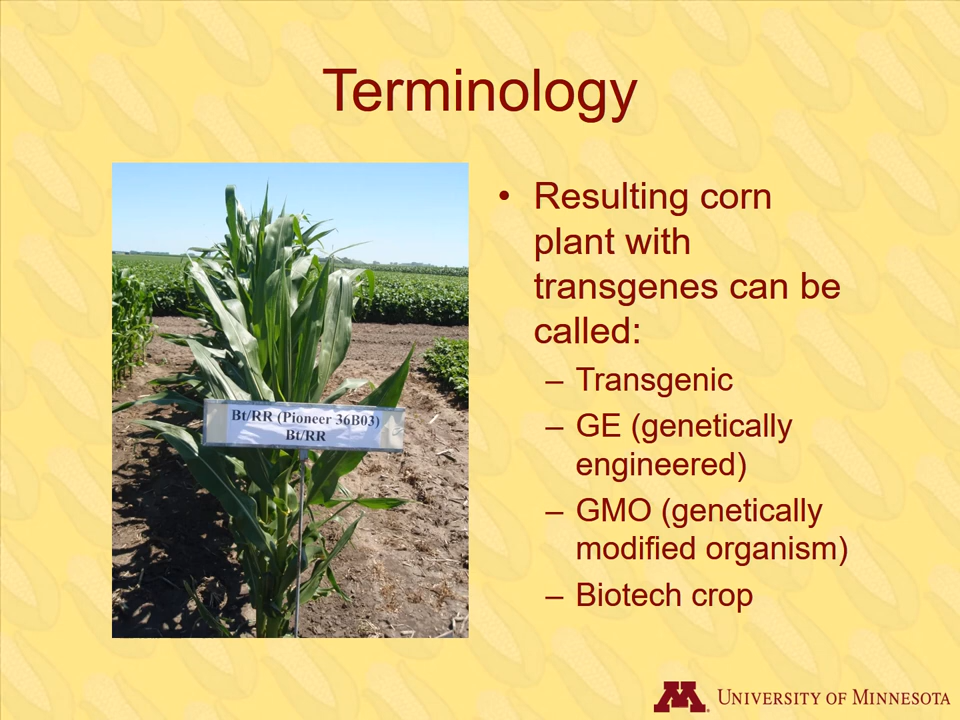 Terminology
Bt/RR (Pioneer 36B03)
Bt/RR
• Resulting corn
plant with
transgenes can be
called:
– Transgenic
– GE (genetically
engineered)
– GMO (genetically
modified organism)
– Biotech crop
M
UNIVERSITY OF MINNESOTA